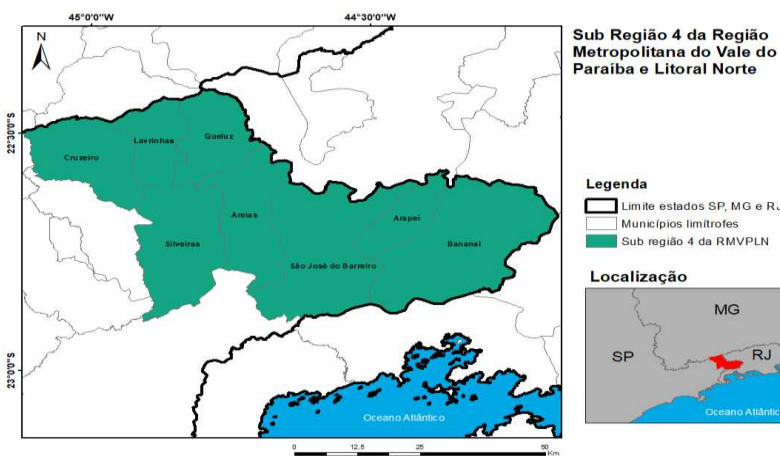 45°0'0"W
44°30'0"W
N
22°30'0"S
23°0'0"S
Cruzeiro
Lavrinhas
Queluz
Silveiras
Areias
São José do Barreiro
Arapeí
Bananal
Oceano Atlântico
0 12,5 25 50
Km
Sub Região 4 da Região
Metropolitana do Vale do
Paraíba e Litoral Norte
Legenda
Limite estados SP, MG e RJ
Municípios limítrofes
Sub região 4 da RMVPLN
Localização
MG
SP
RJ
Oceano Atlântico